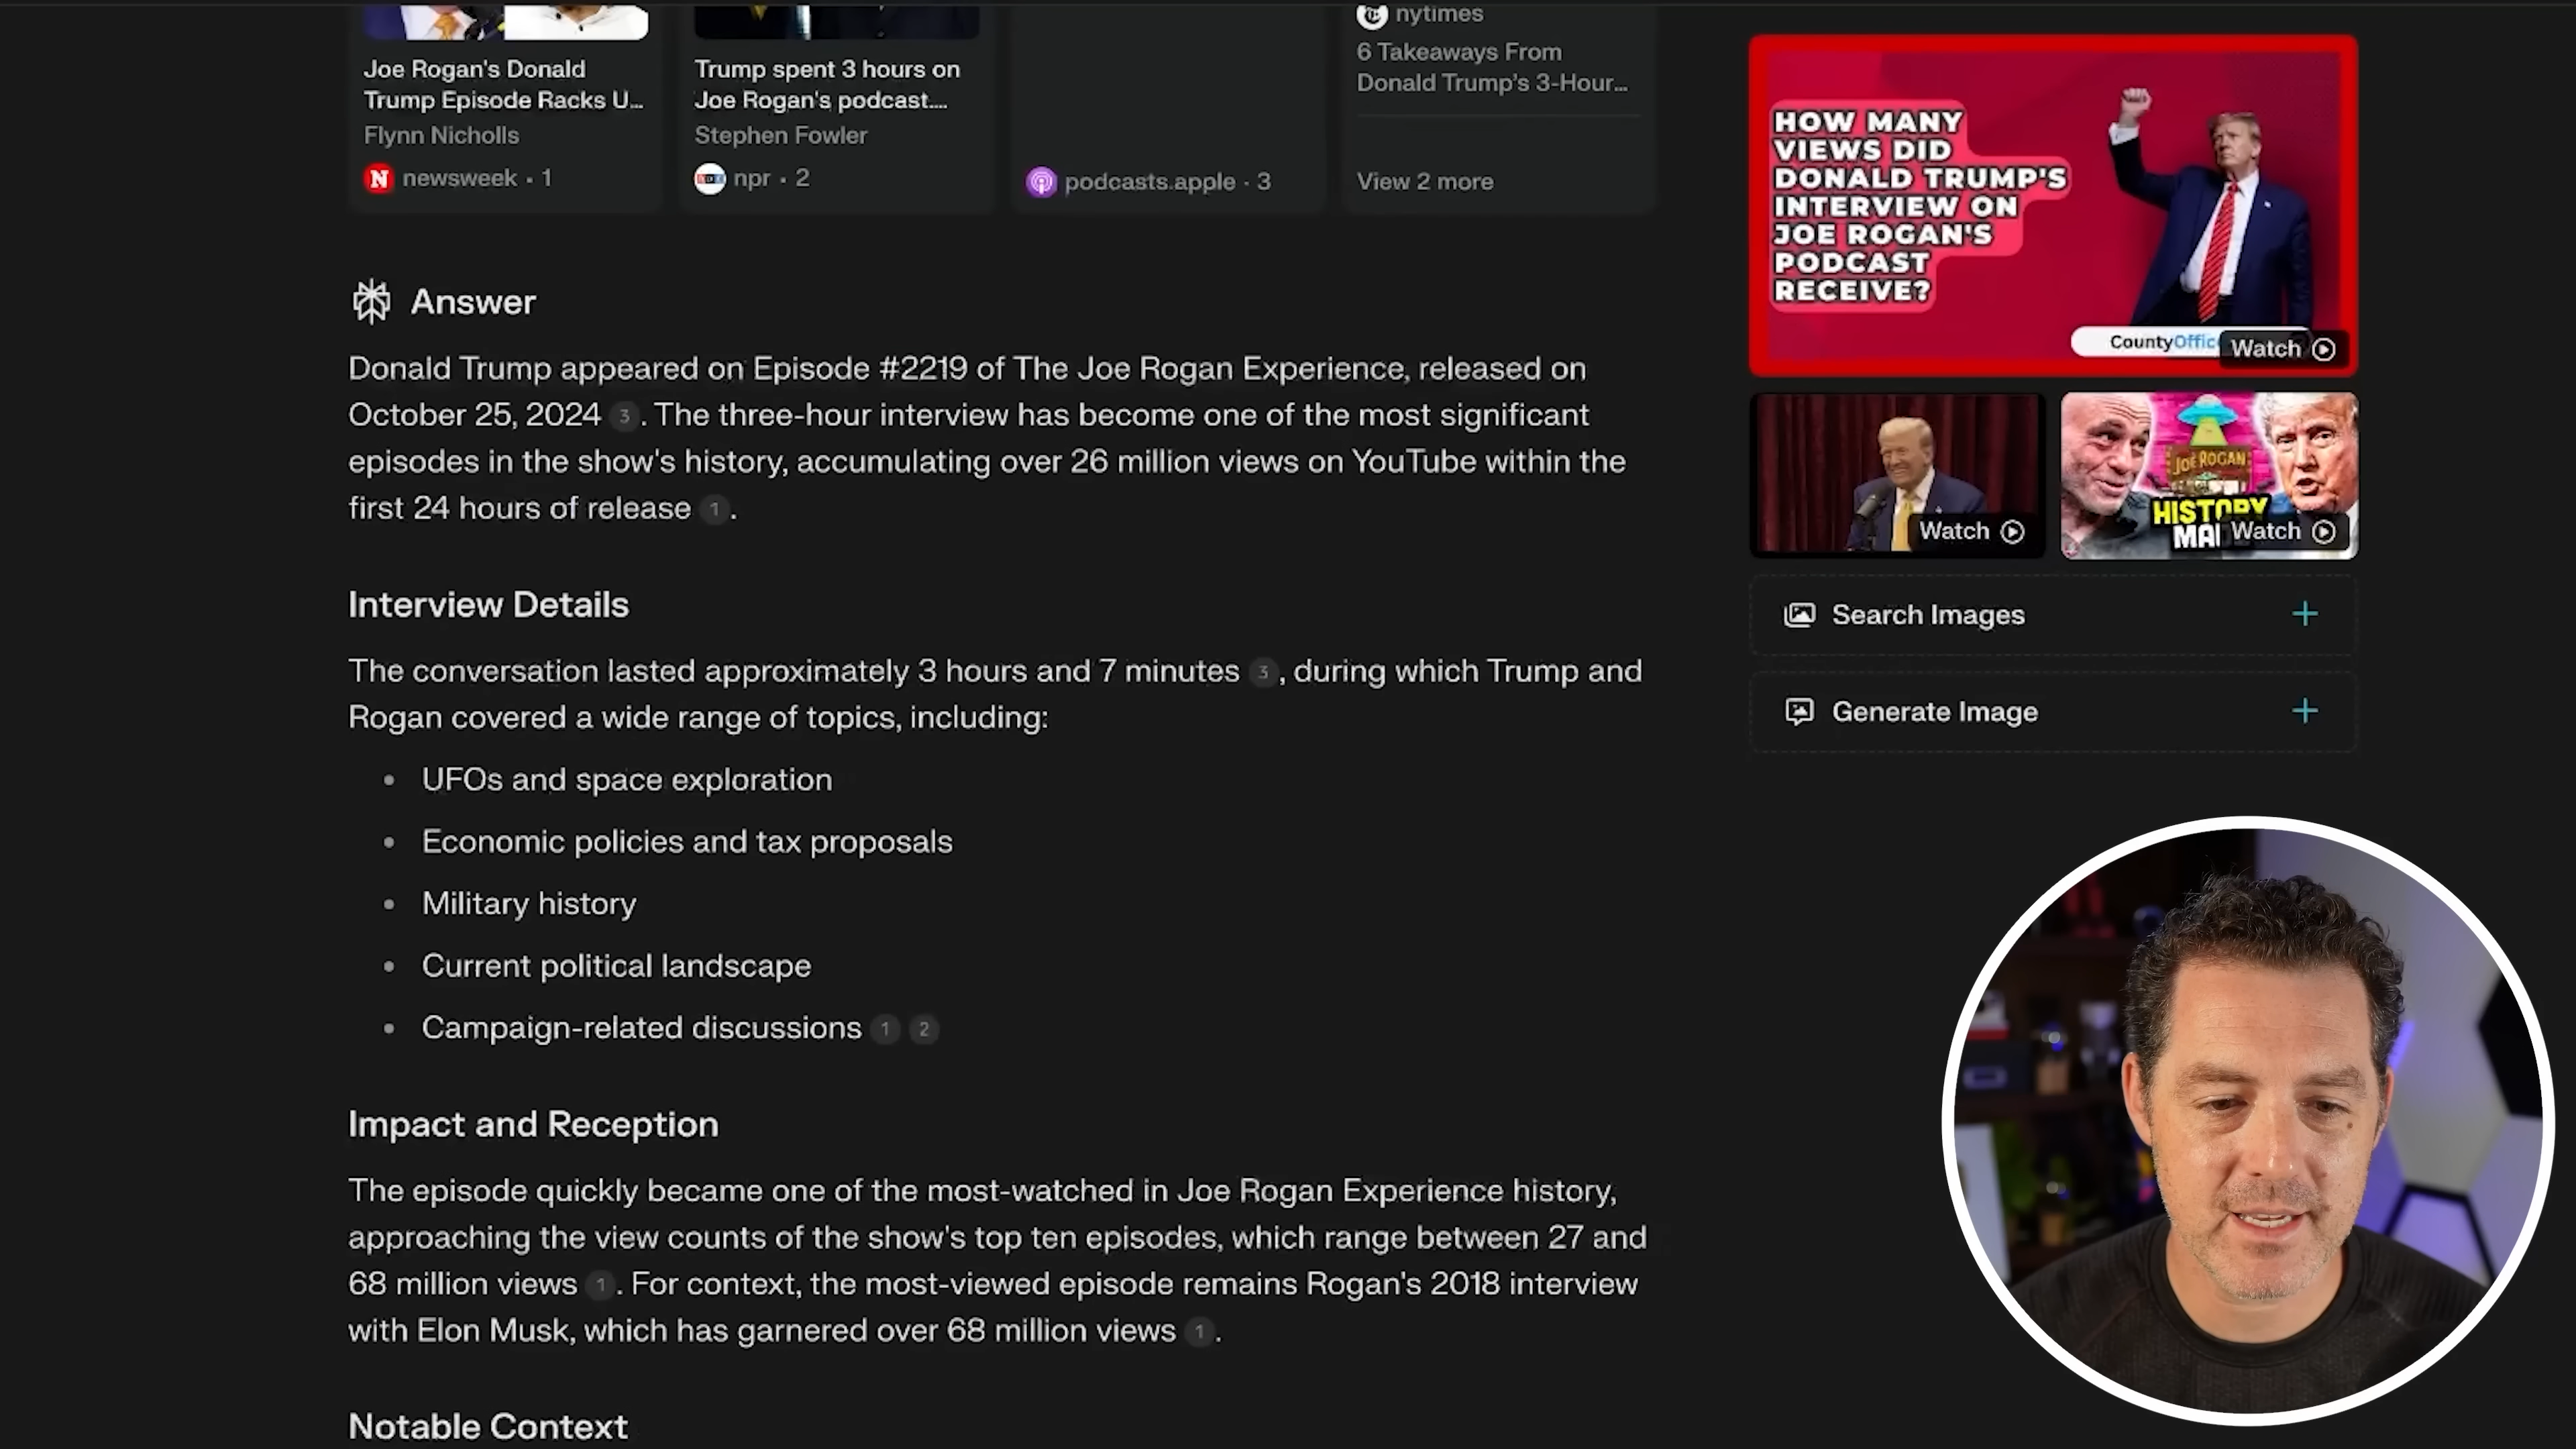 Joe Rogan's Donald
Trump Episode Racks U...
Flynn Nicholls
newsweek · 1
Trump spent 3 hours on
Joe Rogan's podcast....
Stephen Fowler
npr · 2
podcasts.apple · 3
nytimes
6 Takeaways From
Donald Trump's 3-Hour...
View 2 more
Answer
Donald Trump appeared on Episode #2219 of The Joe Rogan Experience, released on
October 25, 2024 3. The three-hour interview has become one of the most significant
episodes in the show's history, accumulating over 26 million views on YouTube within the
first 24 hours of release 1.
Interview Details
The conversation lasted approximately 3 hours and 7 minutes 3, during which Trump and
Rogan covered a wide range of topics, including:
• UFOs and space exploration
• Economic policies and tax proposals
• Military history
• Current political landscape
• Campaign-related discussions 1 2
Impact and Reception
The episode quickly became one of the most-watched in Joe Rogan Experience history,
approaching the view counts of the show's top ten episodes, which range between 27 and
68 million views 1. For context, the most-viewed episode remains Rogan's 2018 interview
with Elon Musk, which has garnered over 68 million views 1.
Notable Context
HOW MANY
VIEWS DID
DONALD TRUMP'S
INTERVIEW ON
JOE ROGAN'S
PODCAST
RECEIVE?
CountyOffic
Watch
Watch
JOE ROGAN
HISTORY
MA
Watch
Search Images
Generate Image